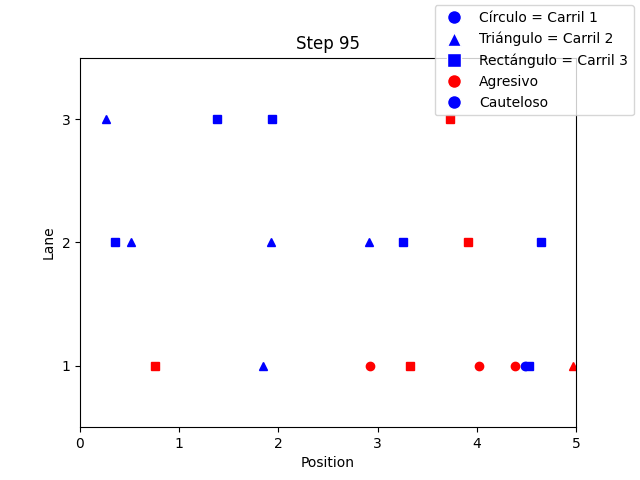 Step 95
Círculo = Carril 1
Triángulo = Carril 2
Rectángulo = Carril 3
Agresivo
Cauteloso
Lane
3
2
1
0 1 2 3 4 5
Position